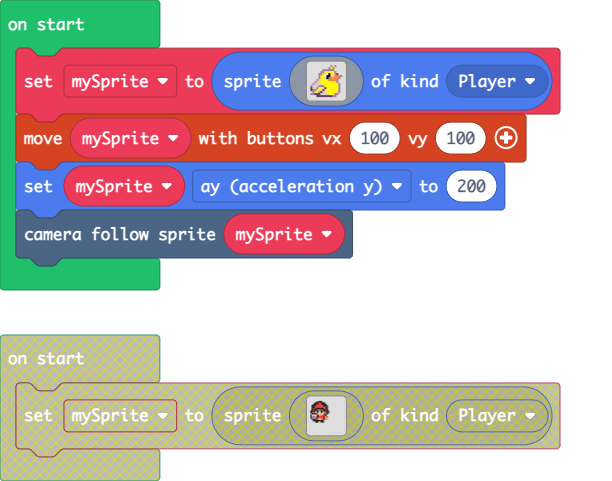 on start
set mySprite to sprite of kind Player
move mySprite with buttons vx 100 vy 100
set mySprite ay (acceleration y) to 200
camera follow sprite mySprite
on start
set mySprite to sprite of kind Player